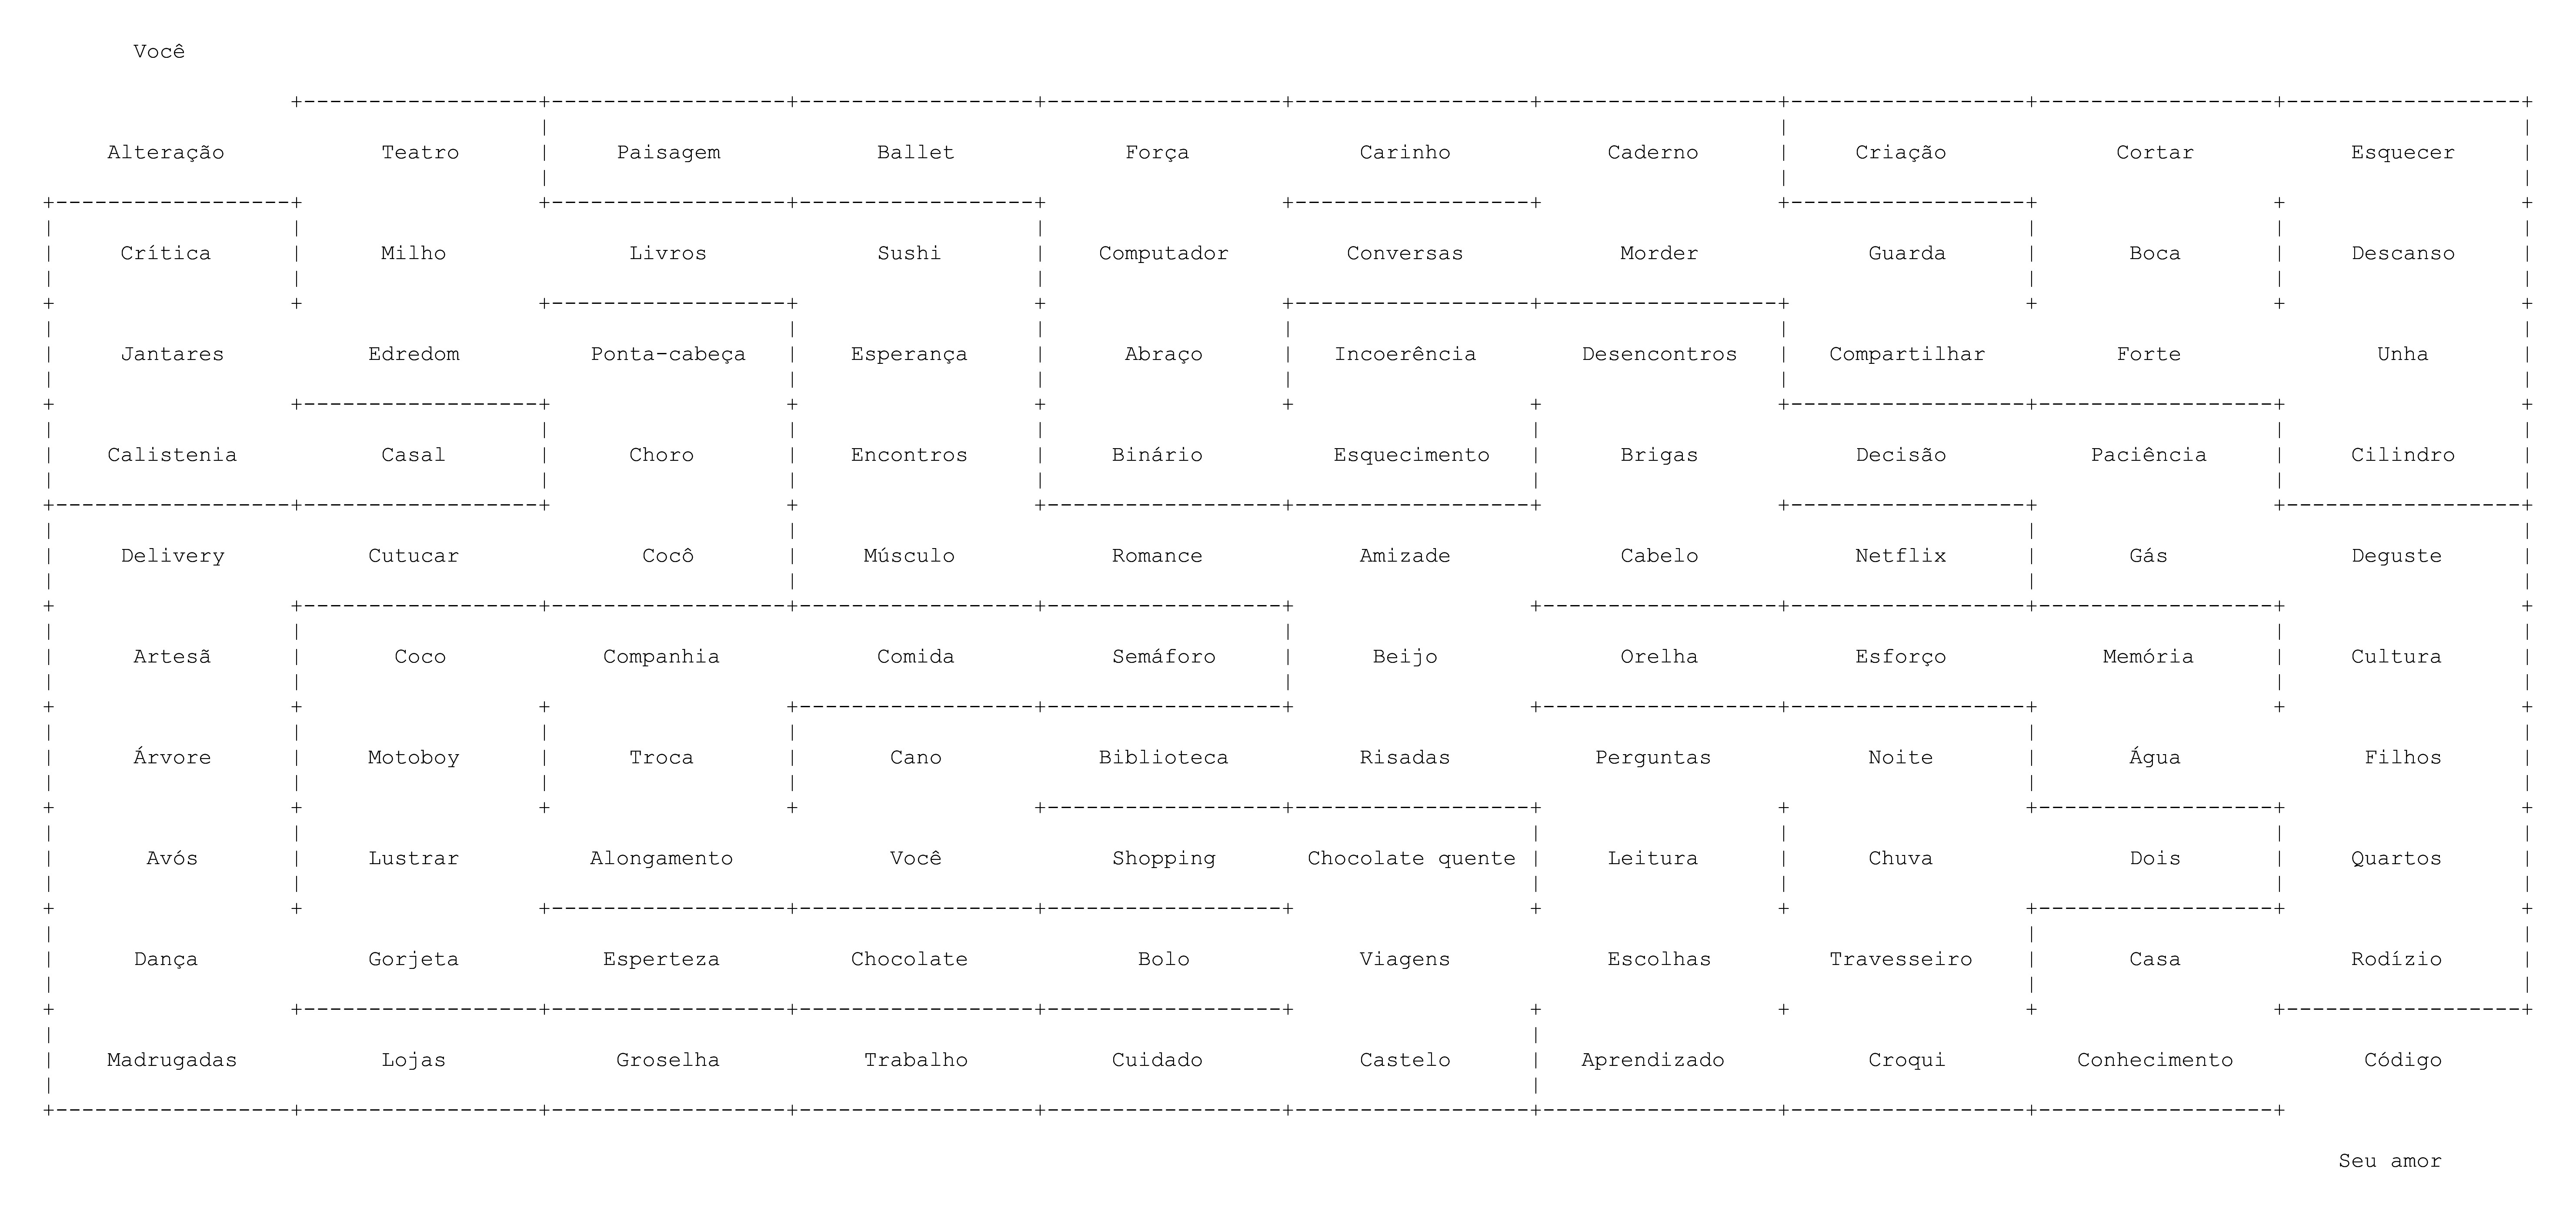 Você
Alteração Teatro Paisagem Ballet Força Carinho Caderno Criação Cortar Esquecer
Crítica Milho Livros Sushi Computador Conversas Morder Guarda Boca Descanso
Jantares Edredom Ponta-cabeça Esperança Abraço Incoerência Desencontros Compartilhar Forte Unha
Calistenia Casal Choro Encontros Binário Esquecimento Brigas Decisão Paciência Cilindro
Delivery Cutucar Cocô Músculo Romance Amizade Cabelo Netflix Gás Deguste
Artesã Coco Companhia Comida Semáforo Beijo Orelha Esforço Memória Cultura
Árvore Motoboy Troca Cano Biblioteca Risadas Perguntas Noite Água Filhos
Avós Lustrar Alongamento Você Shopping Chocolate quente Leitura Chuva Dois Quartos
Dança Gorjeta Esperteza Chocolate Bolo Viagens Escolhas Travesseiro Casa Rodízio
Madrugadas Lojas Groselha Trabalho Cuidado Castelo Aprendizado Croqui Conhecimento Código
Seu amor